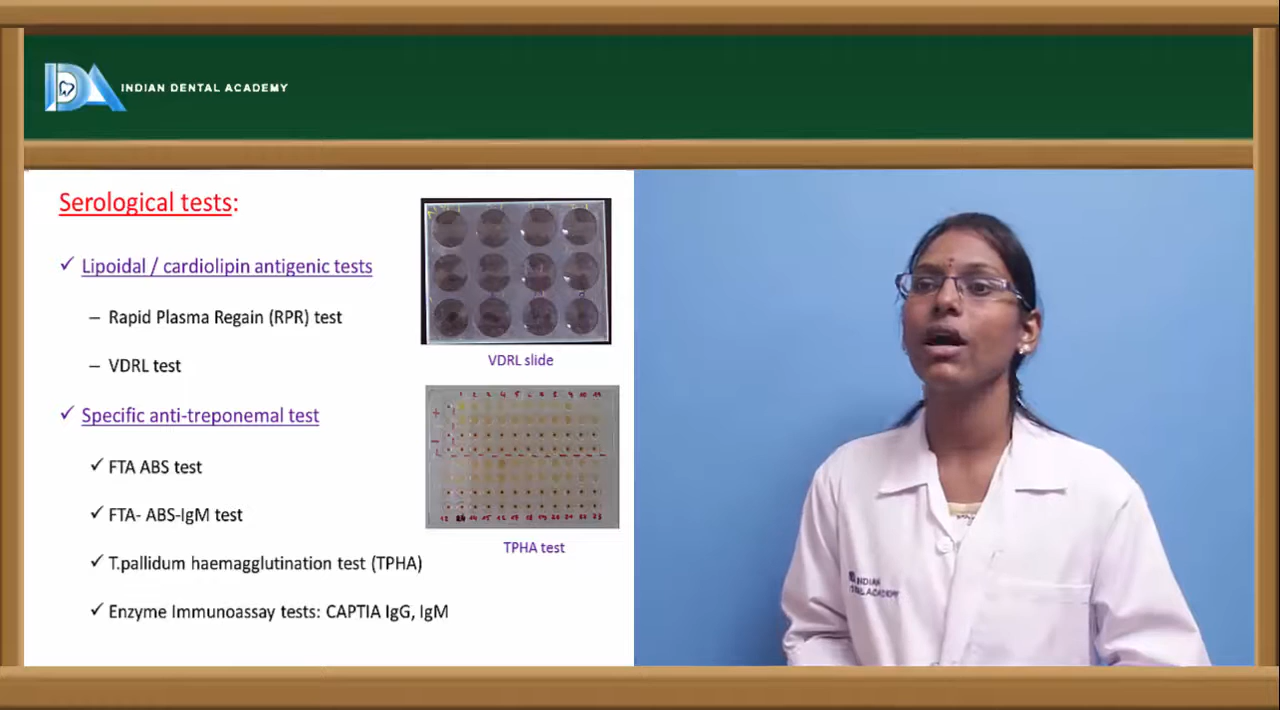 INDIAN DENTAL ACADEMY
Serological tests:
✓ Lipoidal / cardiolipin antigenic tests
– Rapid Plasma Regain (RPR) test
– VDRL test
✓ Specific anti-treponemal test
✓ FTA ABS test
✓ FTA- ABS-IgM test
✓ T.pallidum haemagglutination test (TPHA)
✓ Enzyme Immunoassay tests: CAPTIA IgG, IgM
VDRL slide
TPHA test
INDIAN
ACADEMY